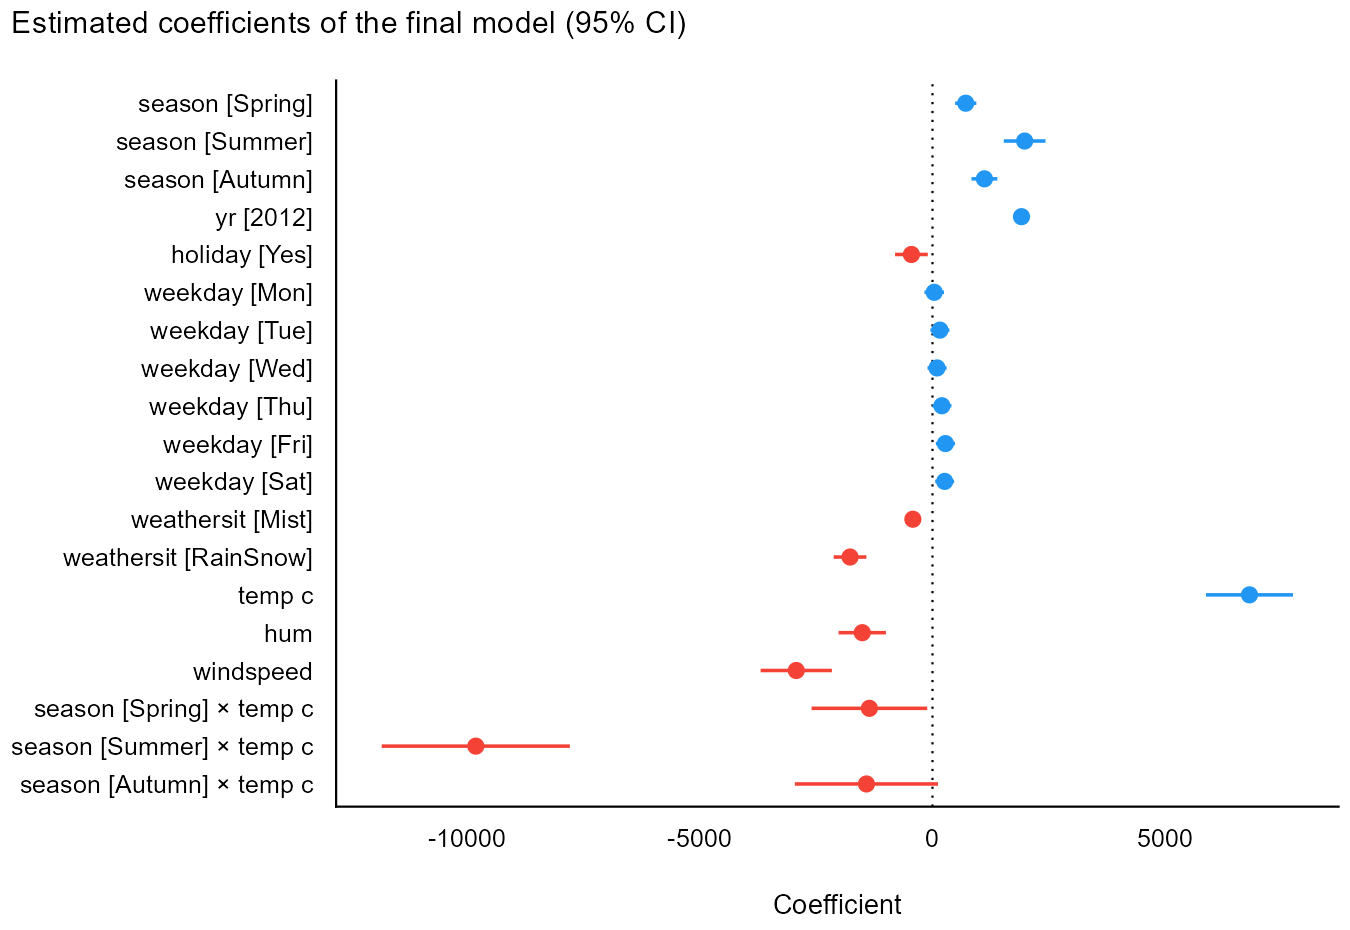 Estimated coefficients of the final model (95% CI)
season [Spring]
season [Summer]
season [Autumn]
yr [2012]
holiday [Yes]
weekday [Mon]
weekday [Tue]
weekday [Wed]
weekday [Thu]
weekday [Fri]
weekday [Sat]
weathersit [Mist]
weathersit [RainSnow]
temp c
hum
windspeed
season [Spring] × temp c
season [Summer] × temp c
season [Autumn] × temp c
-10000 -5000 0 5000
Coefficient